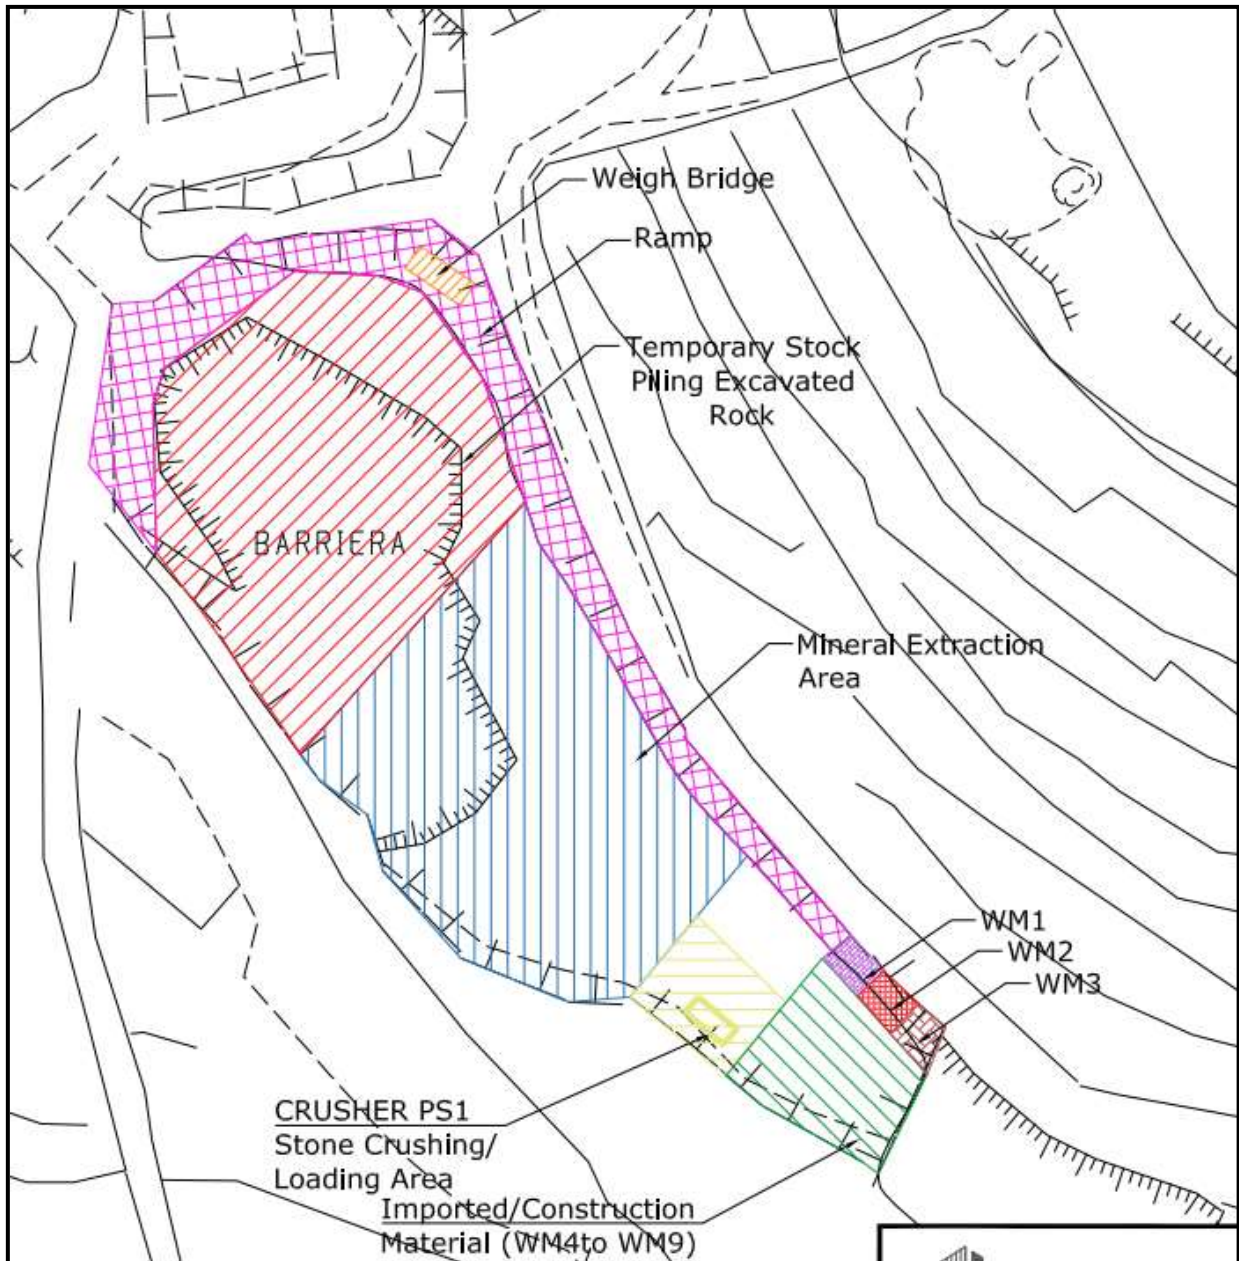 Weigh Bridge
Ramp
Temporary Stock
Piling Excavated
Rock
BARRIERA
Mineral Extraction
Area
WM1
WM2
WM3
CRUSHER PS1
Stone Crushing/
Loading Area
Imported/Construction
Material (WM4to WM9)